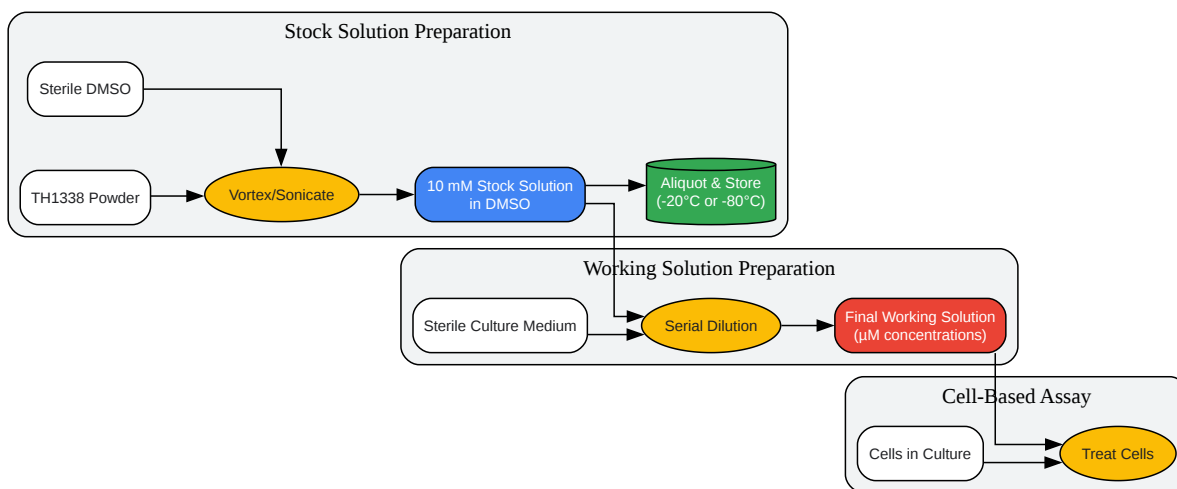 Stock Solution Preparation
Sterile DMSO
TH1338 Powder
Vortex/Sonicate
10 mM Stock Solution
in DMSO
Aliquot & Store
(-20°C or -80°C)
Working Solution Preparation
Sterile Culture Medium
Serial Dilution
Final Working Solution
(µM concentrations)
Cell-Based Assay
Cells in Culture
Treat Cells